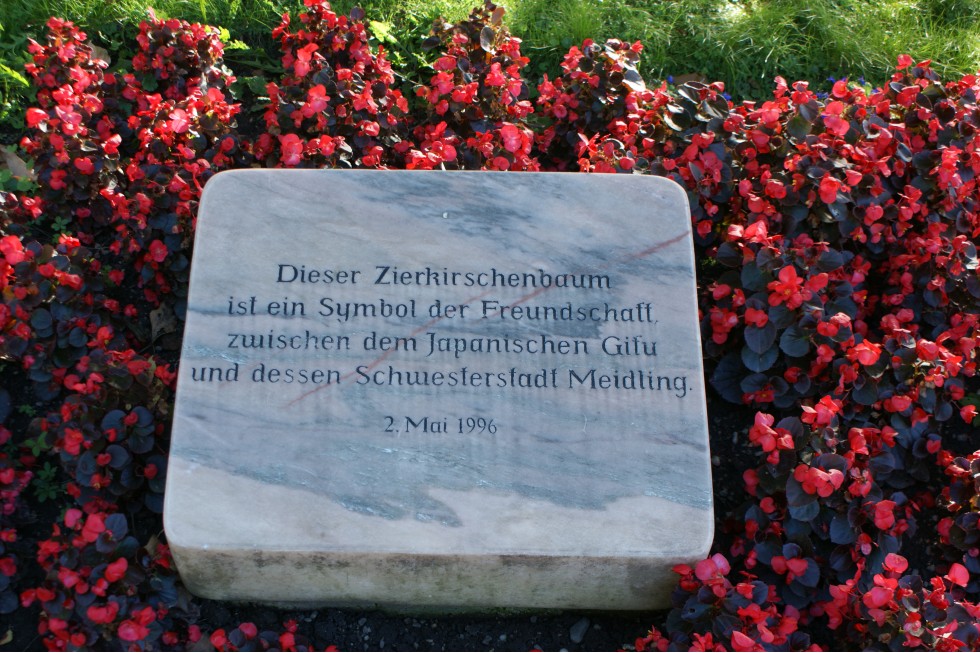 Dieser Zierkirschenbaum
ist ein Symbol der Freundschaft,
zwischen dem Japanischen Gifu
und dessen Schwesterstadt Meidling.
2. Mai 1996